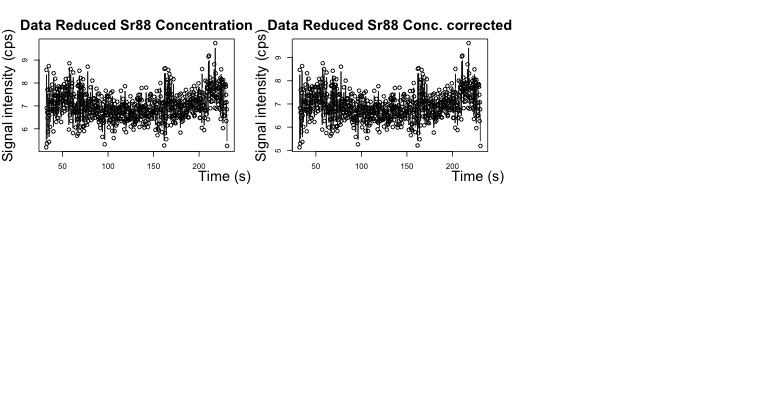 Data Reduced Sr88 Concentration
Signal intensity (cps)
9
8
7
6
50
100
150
200
Time (s)
Data Reduced Sr88 Conc. corrected
Signal intensity (cps)
9
8
7
6
5
50
100
150
200
Time (s)